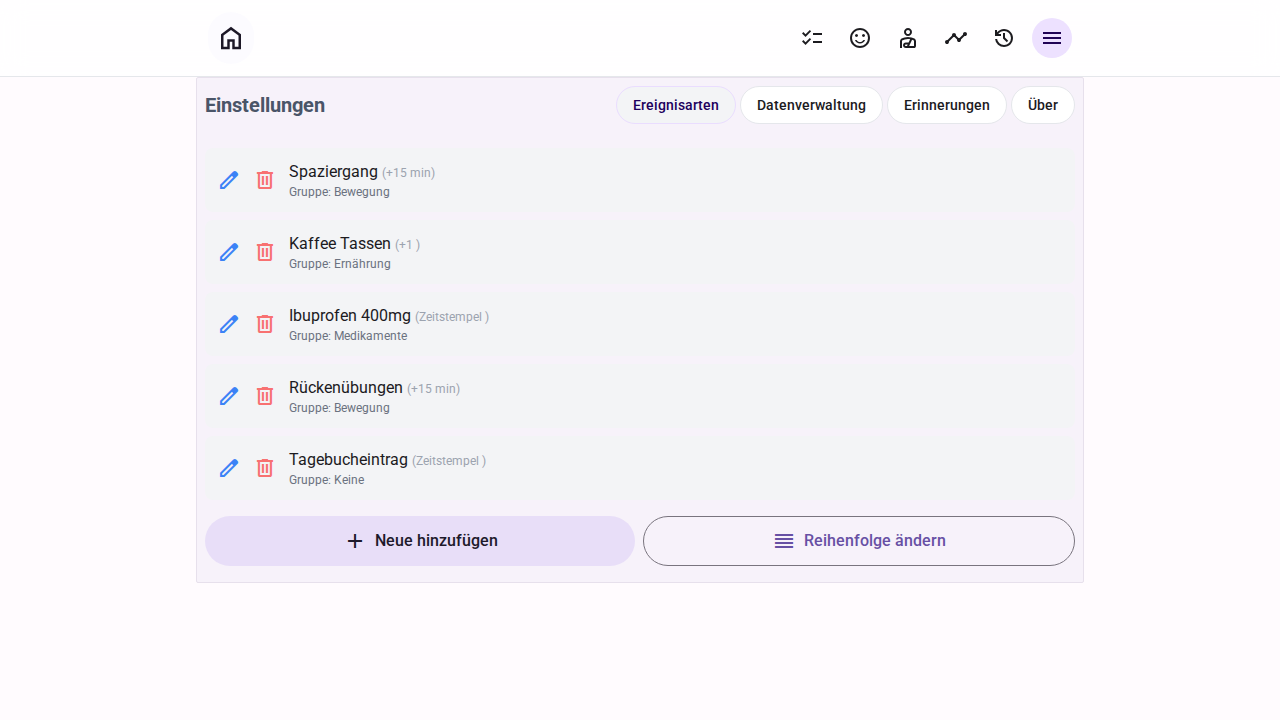 Einstellungen
Ereignisarten
Datenverwaltung
Erinnerungen
Über
Spaziergang (+15 min)
Gruppe: Bewegung
Kaffee Tassen (+1 )
Gruppe: Ernährung
Ibuprofen 400mg (Zeitstempel )
Gruppe: Medikamente
Rückenübungen (+15 min)
Gruppe: Bewegung
Tagebucheintrag (Zeitstempel )
Gruppe: Keine
Neue hinzufügen
Reihenfolge ändern